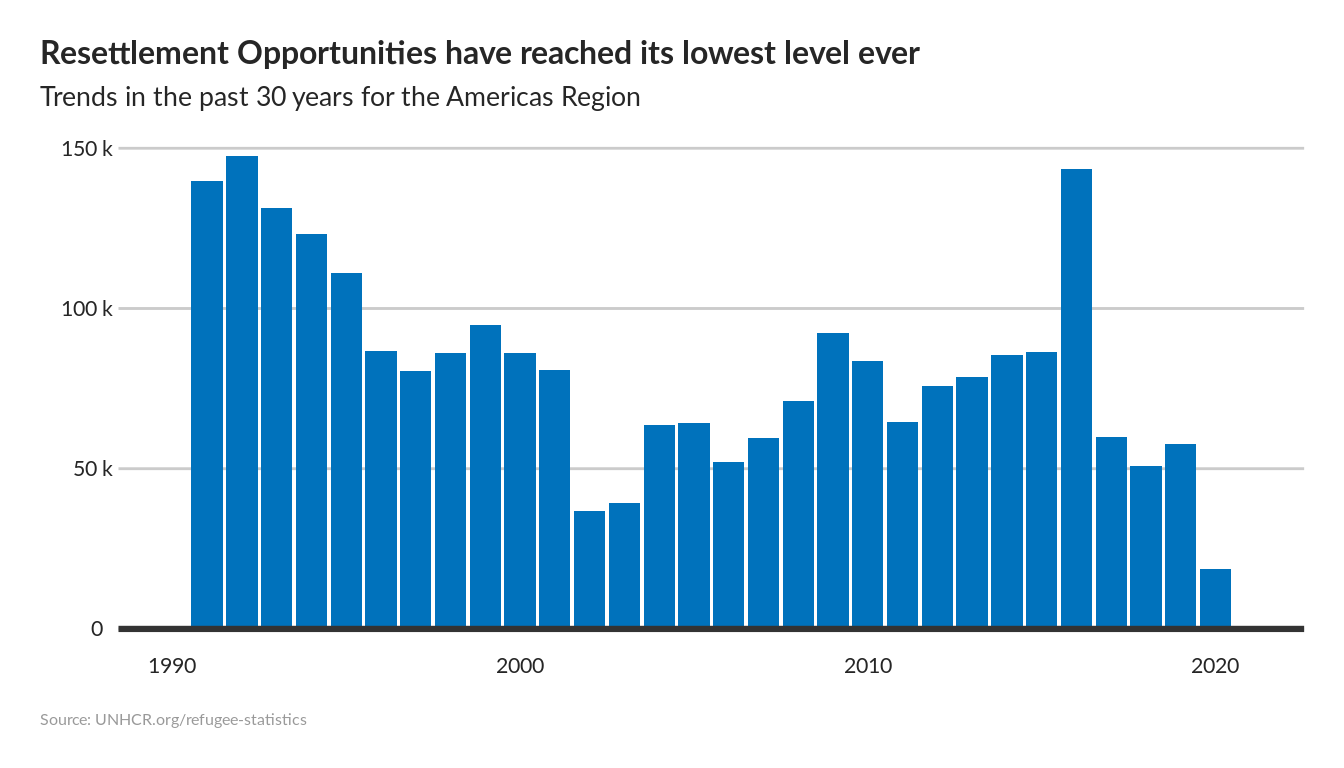 Resettlement Opportunities have reached its lowest level ever
Trends in the past 30 years for the Americas Region
150 k
100 k
50 k
0
1990 2000 2010 2020
Source: UNHCR.org/refugee-statistics